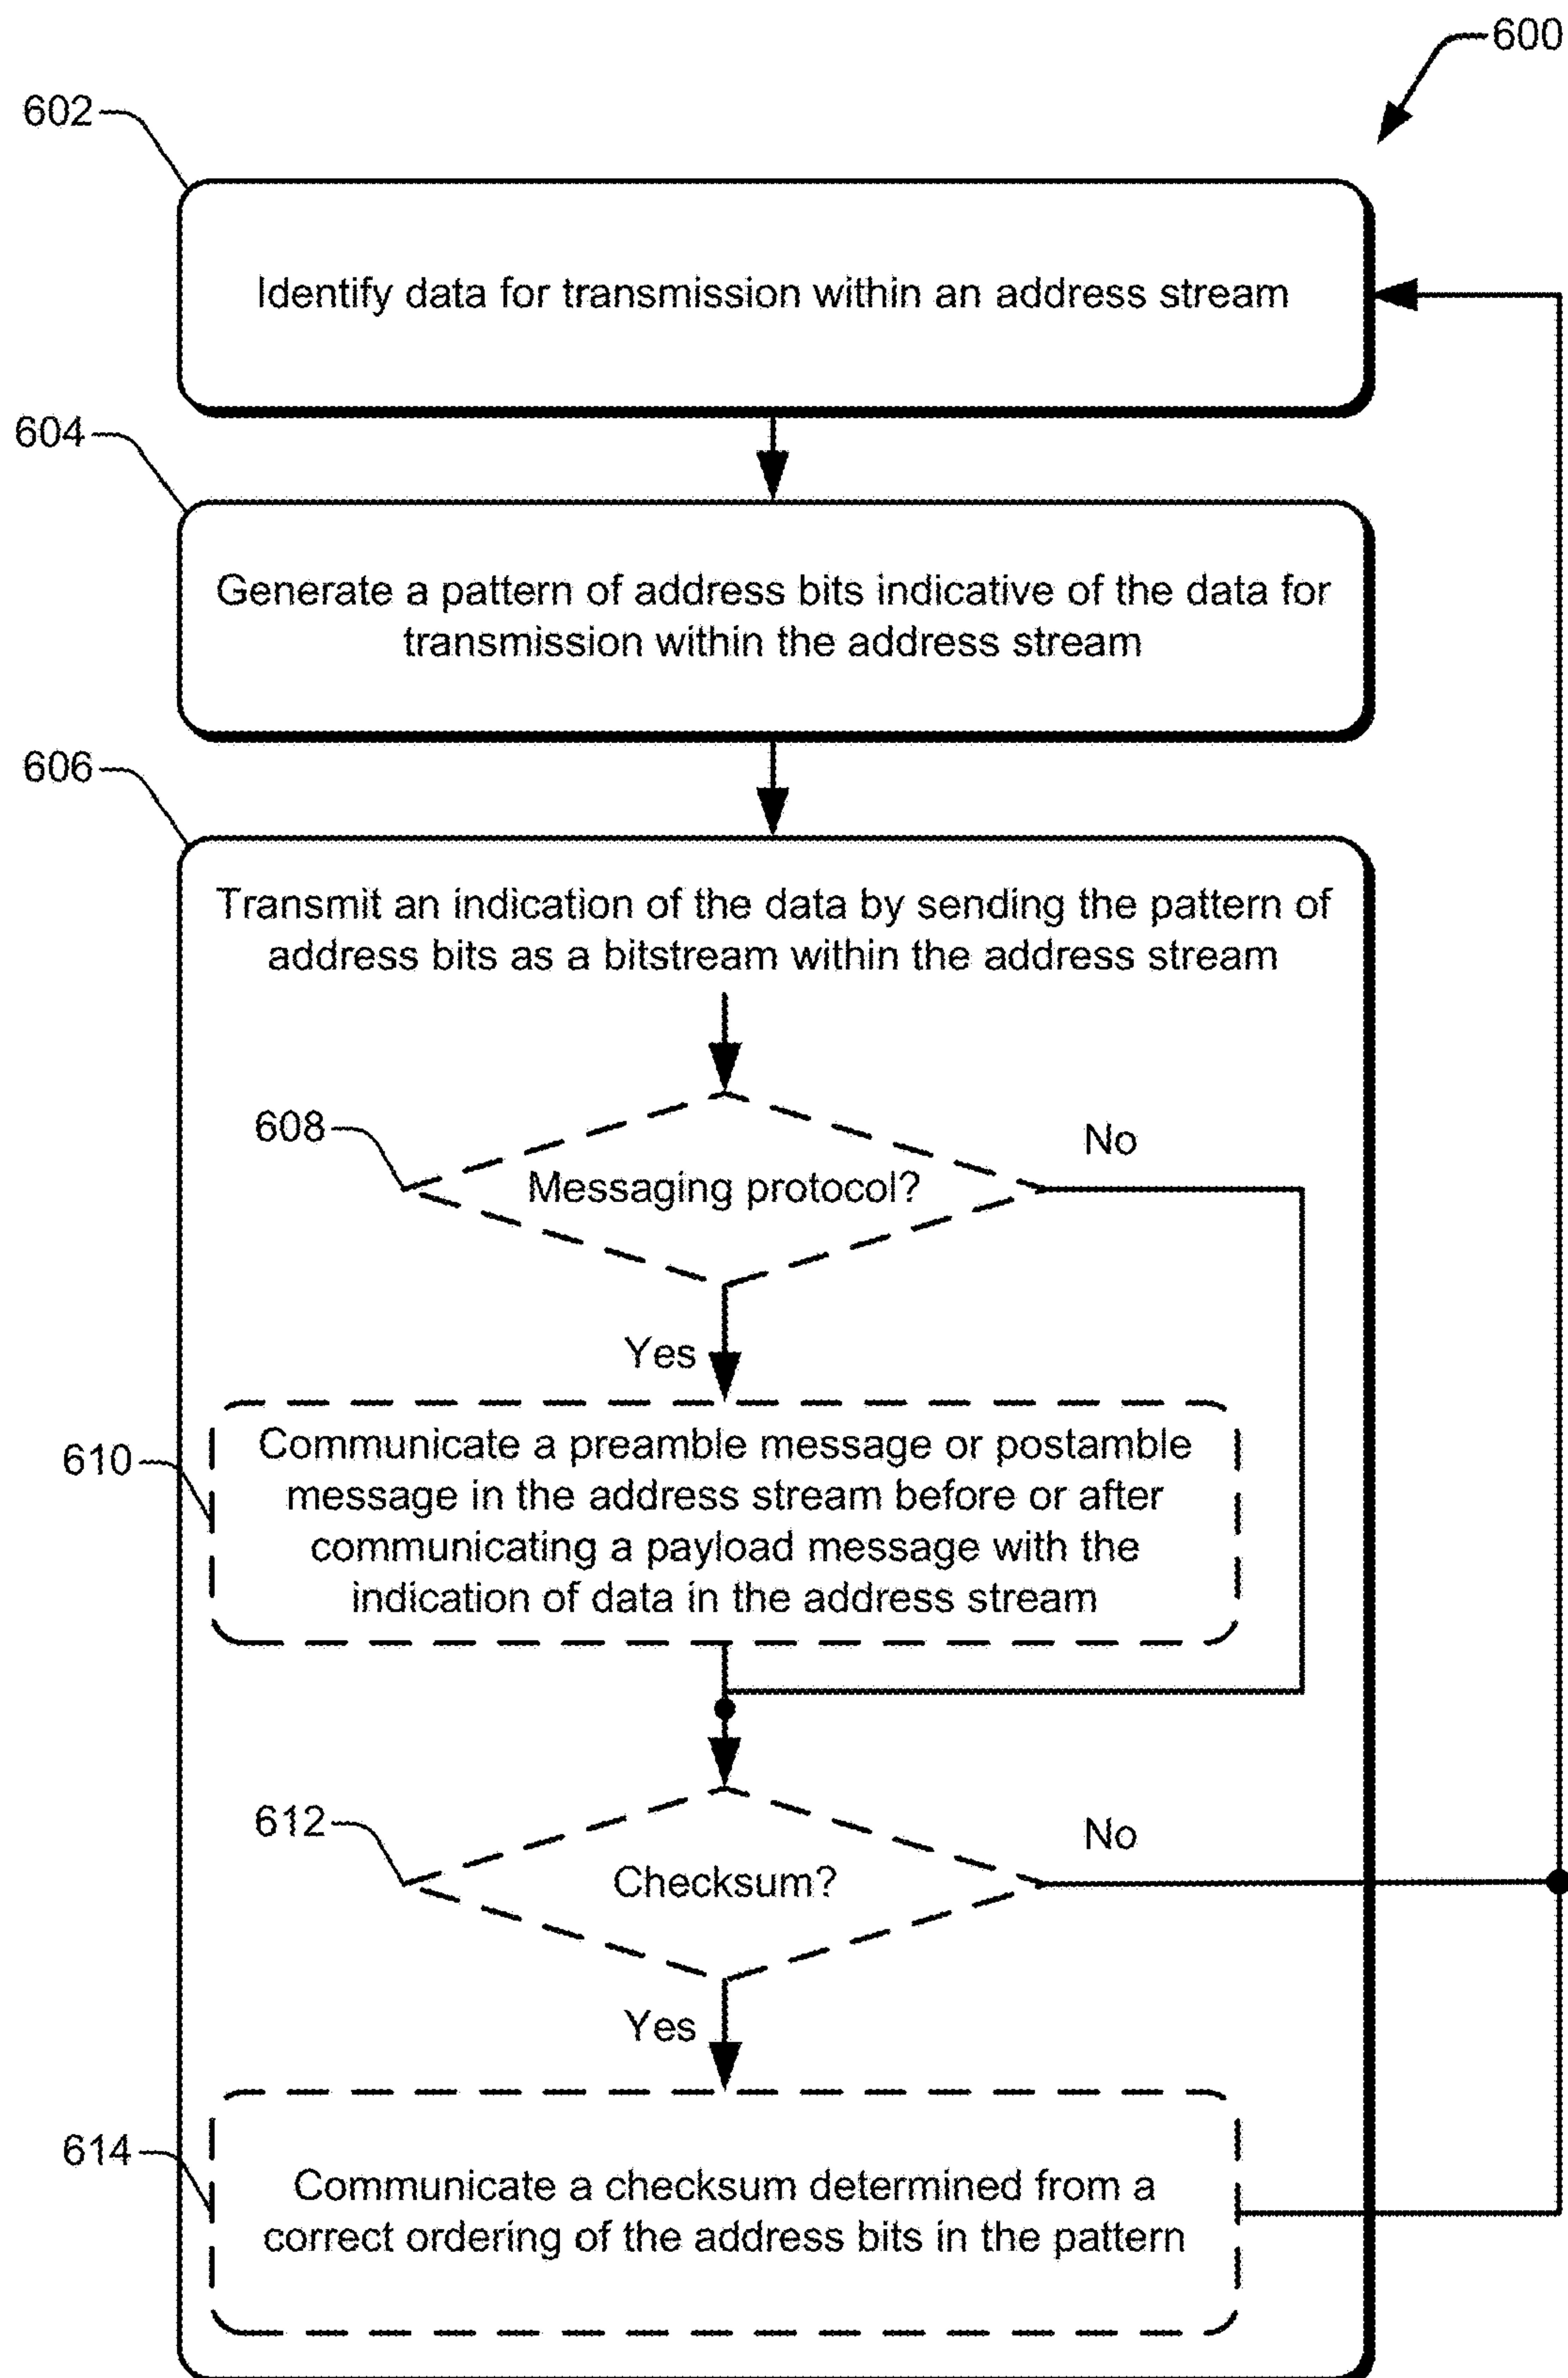 600
602
Identify data for transmission within an address stream
604
Generate a pattern of address bits indicative of the data for
transmission within the address stream
606
Transmit an indication of the data by sending the pattern of
address bits as a bitstream within the address stream
608
No
Messaging protocol?
Yes
610
Communicate a preamble message or postamble
message in the address stream before or after
communicating a payload message with the
indication of data in the address stream
612
No
Checksum?
Yes
614
Communicate a checksum determined from a
correct ordering of the address bits in the pattern